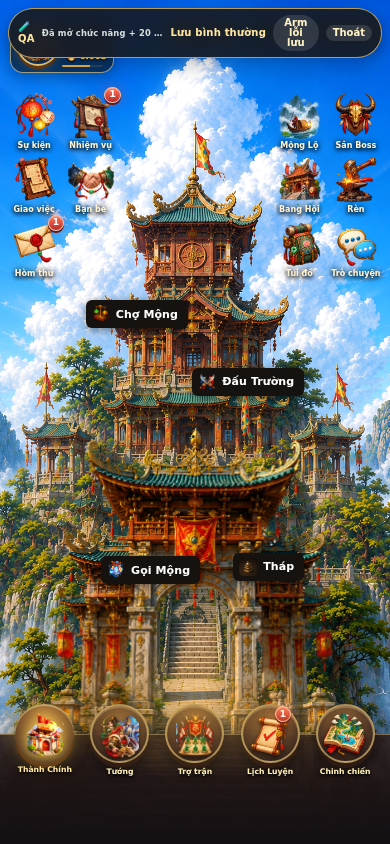 QA
Đã mở chức năng + 20 ...
Lưu bình thường
Arm
lỗi
lưu
Thoát
1
Sự kiện
Nhiệm vụ
Mộng Lộ
Săn Boss
Giao việc
Bạn bè
Bang Hội
Rèn
1
Hòm thư
Túi đồ
Trò chuyện
Chợ Mộng
Đấu Trường
Gọi Mộng
Tháp
1
Thành Chính
Tướng
Trợ trận
Lịch Luyện
Chinh chiến